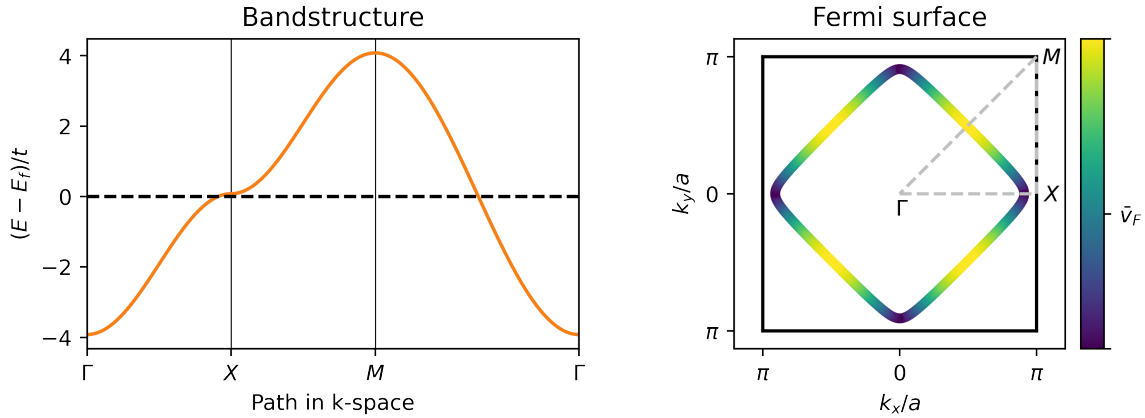 Bandstructure
(E − E_f)/t
4
2
0
−2
−4
Γ
X
M
Γ
Path in k-space
Fermi surface
k_y/a
π
0
π
M
X
Γ
π
0
π
k_x/a
v̄_F